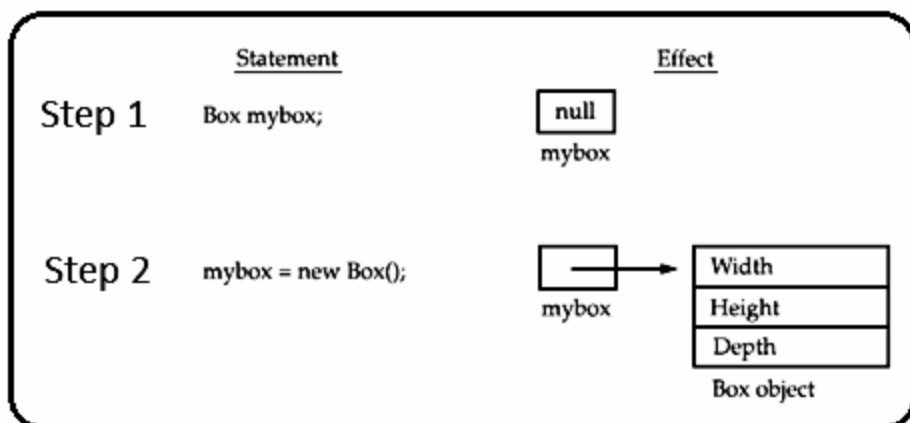 Statement Effect
Step 1 Box mybox; null
mybox
Step 2 mybox = new Box(); Width
mybox Height
Depth
Box object